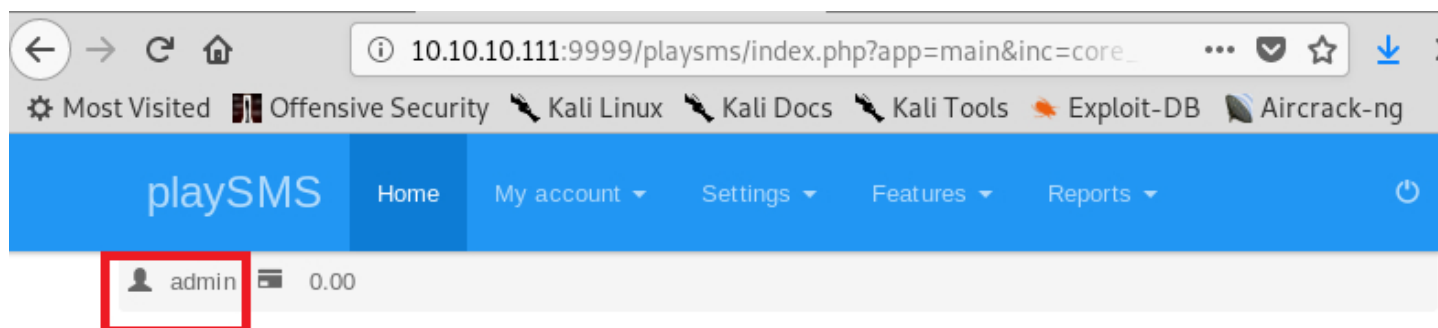 10.10.10.111:9999/playsms/index.php?app=main&inc=core_
Most Visited Offensive Security Kali Linux Kali Docs Kali Tools Exploit-DB Aircrack-ng
playSMS Home My account Settings Features Reports
admin 0.00